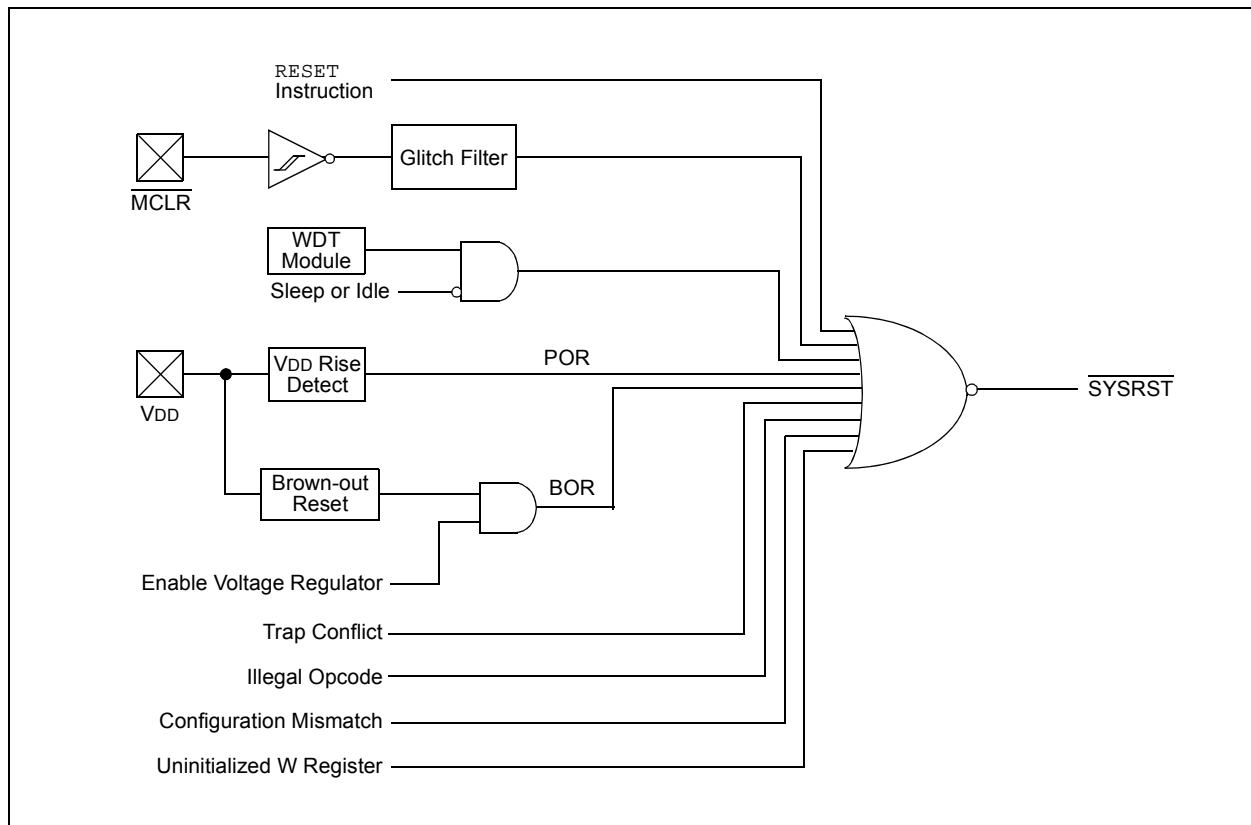 RESET
Instruction
MCLR
Glitch Filter
WDT
Module
Sleep or Idle
VDD
VDD Rise
Detect
POR
SYSRST
Brown-out
Reset
BOR
Enable Voltage Regulator
Trap Conflict
Illegal Opcode
Configuration Mismatch
Uninitialized W Register